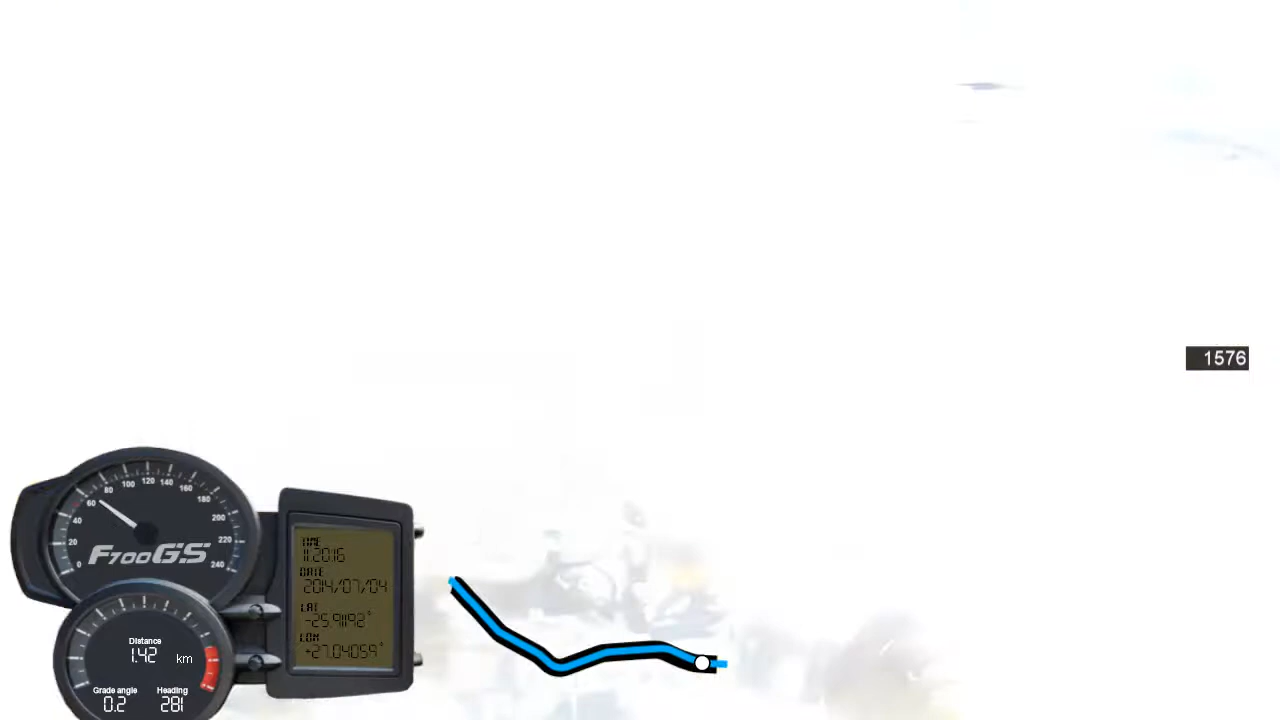 1576
0 20 40 60 80 100 120 140 160 180 200 220 240
F700GS
TIME
11:20:16
DATE
2014/07/04
LAT
-25.91192°
LON
+27.04059°
Distance
1.42 km
Grade angle Heading
0.2 281